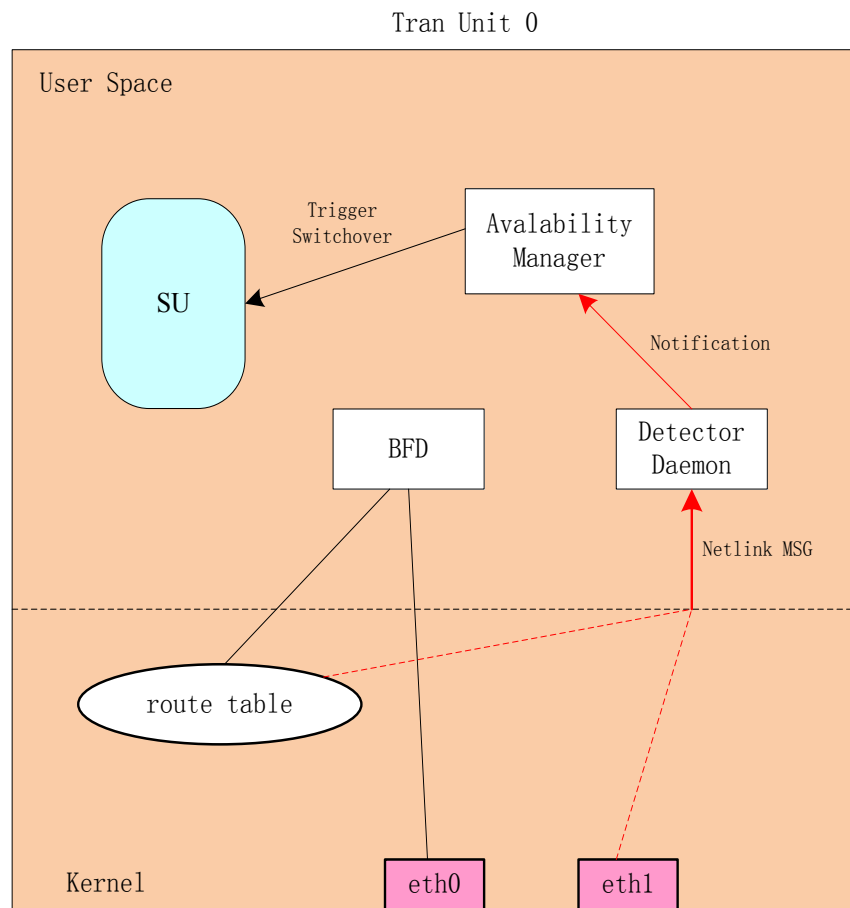 Tran Unit 0
User Space
Trigger
Switchover
Avalability
Manager
SU
Notification
BFD
Detector
Daemon
Netlink MSG
route table
Kernel
eth0
eth1